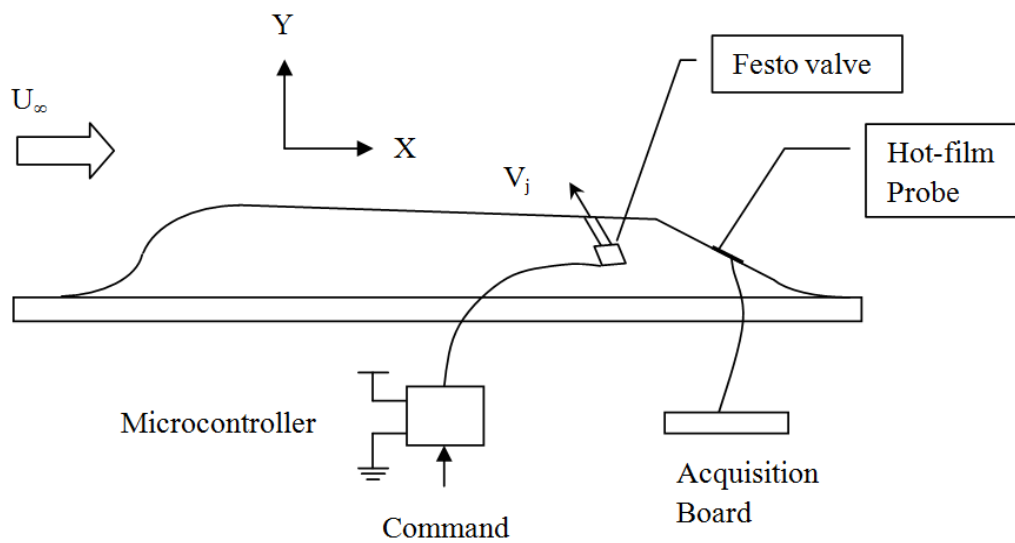 Y
Festo valve
U∞
X
Hot-film
Probe
Vj
Microcontroller
Acquisition
Board
Command